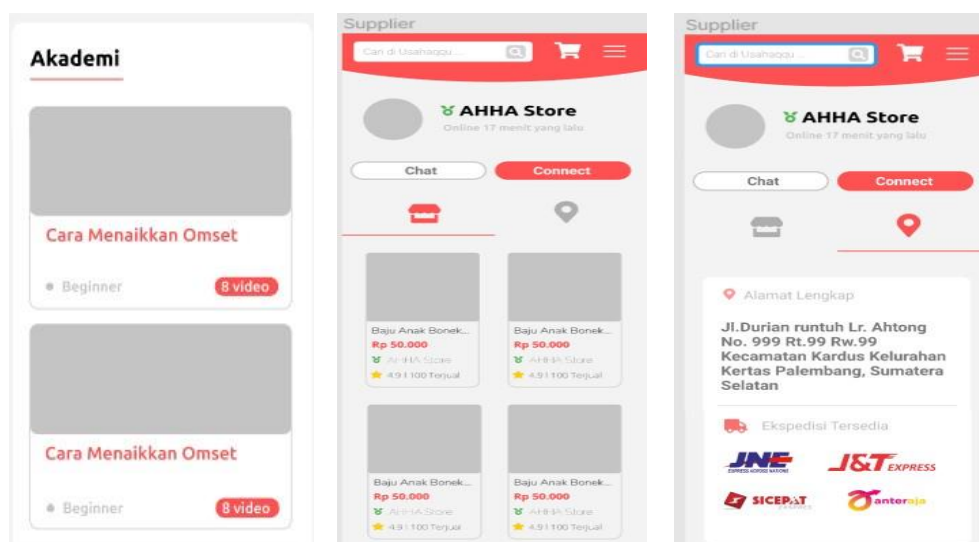 Akademi
Cara Menaikkan Omset
Beginner
8 video
Cara Menaikkan Omset
Beginner
8 video
Supplier
Cari di Usahaqqu ...
AHHA Store
Online 17 menit yang lalu
Chat
Connect
Baju Anak Bonek...
Rp 50.000
AHHA Store
4.9 | 100 Terjual
Baju Anak Bonek...
Rp 50.000
AHHA Store
4.9 | 100 Terjual
Baju Anak Bonek...
Rp 50.000
AHHA Store
4.9 | 100 Terjual
Baju Anak Bonek...
Rp 50.000
AHHA Store
4.9 | 100 Terjual
Supplier
Cari di Usahaqqu ...
AHHA Store
Online 17 menit yang lalu
Chat
Connect
Alamat Lengkap
Jl.Durian runtuh Lr. Ahtong
No. 999 Rt.99 Rw.99
Kecamatan Kardus Kelurahan
Kertas Palembang, Sumatera
Selatan
Ekspedisi Tersedia
JNE
EXPRESS ACROSS NATIONS
J&T EXPRESS
SICEPAT
EKSPRES
anteraja